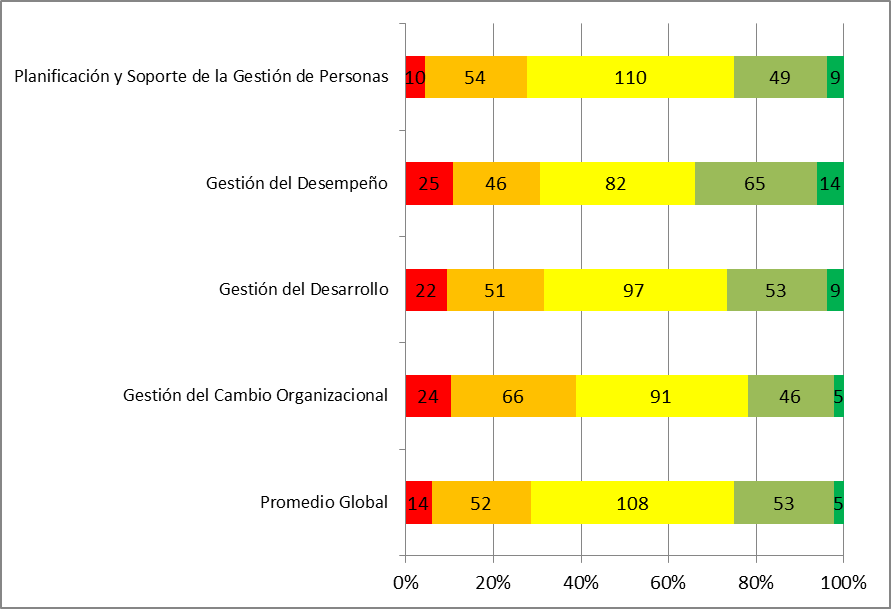 Planificación y Soporte de la Gestión de Personas
10 54 110 49 9
Gestión del Desempeño
25 46 82 65 14
Gestión del Desarrollo
22 51 97 53 9
Gestión del Cambio Organizacional
24 66 91 46 5
Promedio Global
14 52 108 53 5
0% 20% 40% 60% 80% 100%